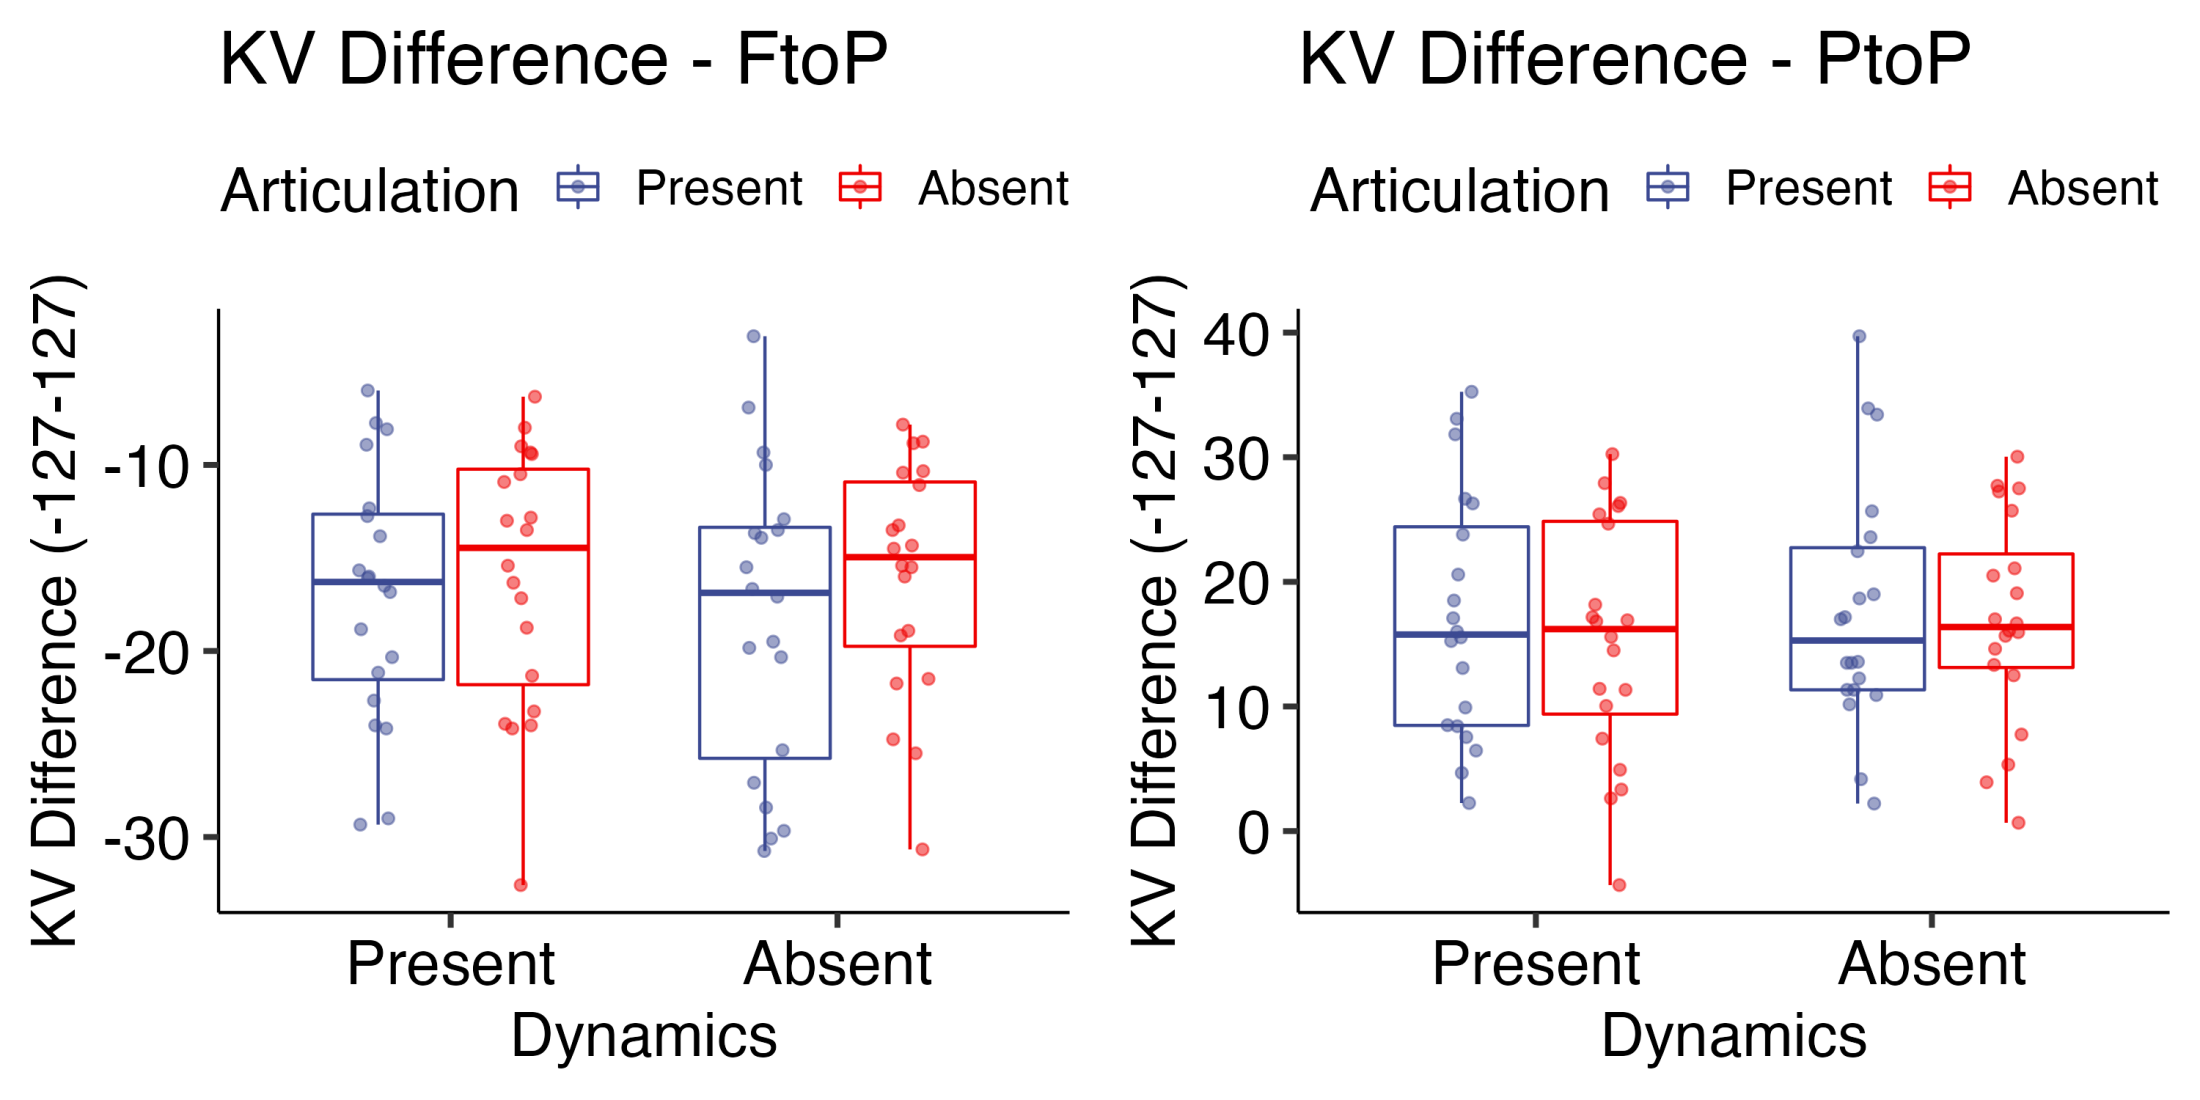 KV Difference - FtoP
Articulation Present Absent
KV Difference (-127-127)
-10
-20
-30
Present Absent
Dynamics
KV Difference - PtoP
Articulation Present Absent
KV Difference (-127-127)
40
30
20
10
0
Present Absent
Dynamics